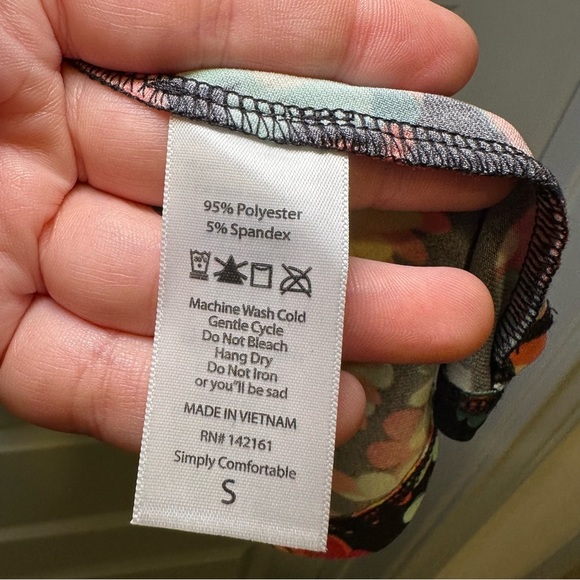 95% Polyester
5% Spandex
Machine Wash Cold
Gentle Cycle
Do Not Bleach
Hang Dry
Do Not Iron
or you"ll be sad
MADE IN VIETNAM
RN# 142161
Simply Comfortable
S